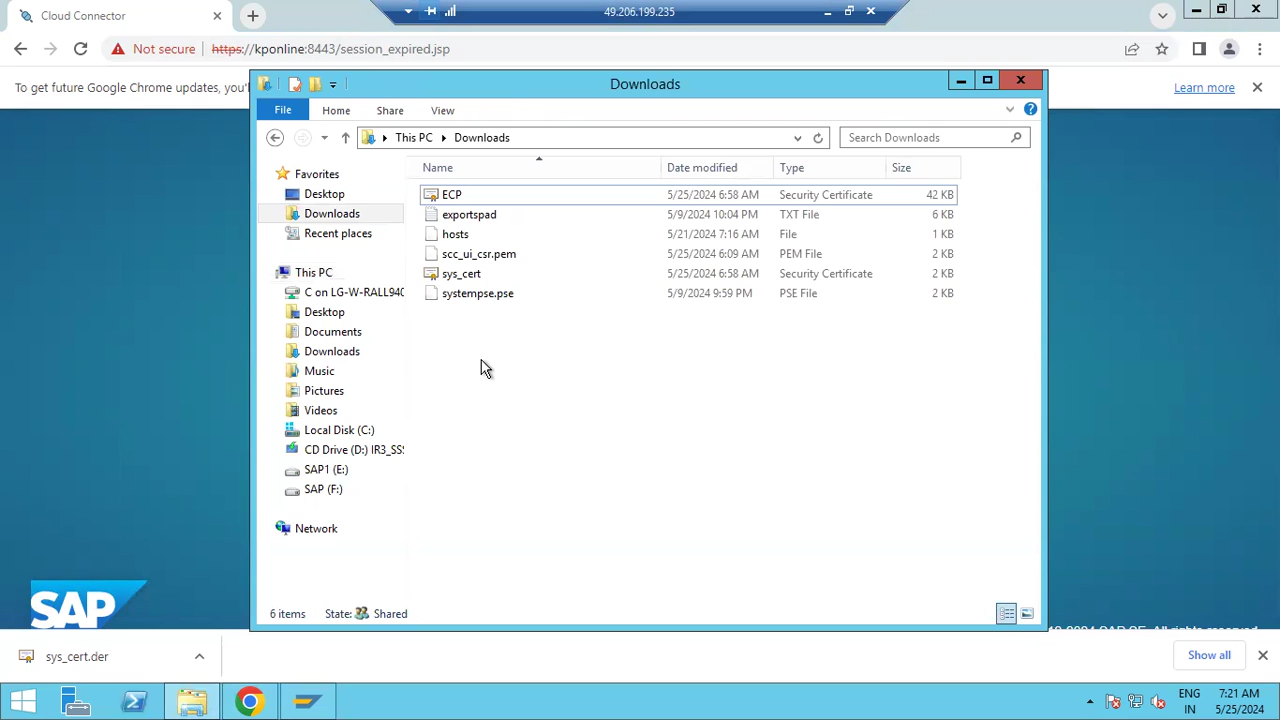 Cloud Connector
49.206.199.235
Not secure
https://kponline:8443/session_expired.jsp
To get future Google Chrome updates, you'l
Learn more
Downloads
File
Home
Share
View
This PC
Downloads
Search Downloads
Name
Date modified
Type
Size
Favorites
Desktop
Downloads
Recent places
This PC
C on LG-W-RALL940
Desktop
Documents
Downloads
Music
Pictures
Videos
Local Disk (C:)
CD Drive (D:) IR3_SSS
SAP1 (E:)
SAP (F:)
Network
ECP 5/25/2024 6:58 AM Security Certificate 42 KB
exportspad 5/9/2024 10:04 PM TXT File 6 KB
hosts 5/21/2024 7:16 AM File 1 KB
scc_ui_csr.pem 5/25/2024 6:09 AM PEM File 2 KB
sys_cert 5/25/2024 6:58 AM Security Certificate 2 KB
systempse.pse 5/9/2024 9:59 PM PSE File 2 KB
6 items
State:
Shared
SAP
SAP SE. All rights reserved
sys_cert.der
Show all
ENG
IN
7:21 AM
5/25/2024